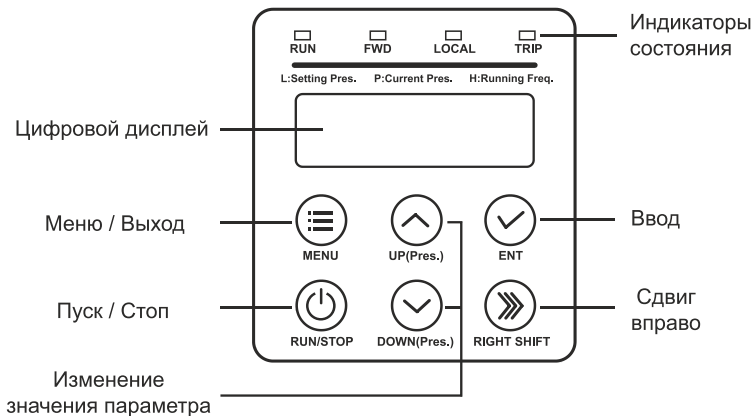 Индикаторы
состояния
RUN FWD LOCAL TRIP
L:Setting Pres. P:Current Pres. H:Running Freq.
Цифровой дисплей
Меню / Выход
MENU UP(Pres.) ENT
Ввод
Пуск / Стоп
RUN/STOP DOWN(Pres.) RIGHT SHIFT
Сдвиг
вправо
Изменение
значения параметра